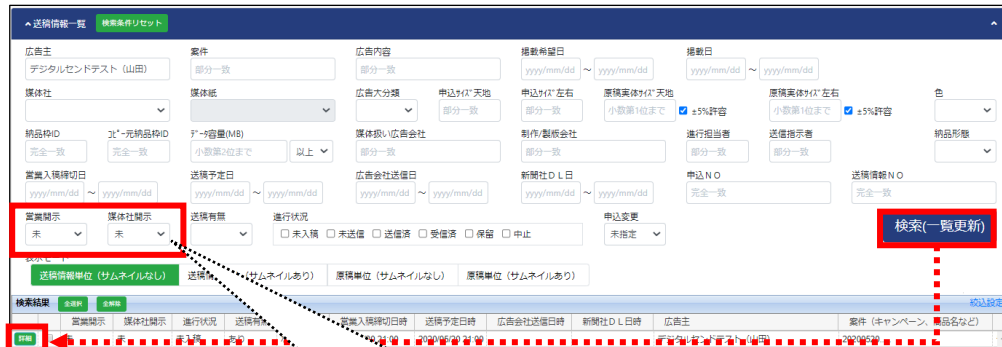 送稿情報一覧 検索条件リセット
広告主 案件 広告内容 掲載希望日 掲載日
デジタルセンドテスト（山田） 部分一致 部分一致 yyyy/mm/dd ～ yyyy/mm/dd yyyy/mm/dd ～ yyyy/mm/dd
媒体社 媒体紙 広告大分類 申込ｻｲｽﾞ天地 申込ｻｲｽﾞ左右 原稿実体ｻｲｽﾞ天地 原稿実体ｻｲｽﾞ左右 色
部分一致 部分一致 小数第1位まで ±5%許容 小数第1位まで ±5%許容
納品枠ID ｺﾋﾟｰ元納品枠ID ﾃﾞｰﾀ容量(MB) 媒体扱い広告会社 制作/製版会社 進行担当者 送信指示者 納品形態
完全一致 完全一致 小数第2位まで 以上 部分一致 部分一致 部分一致 部分一致
営業入稿締切日 送稿予定日 広告会社送信日 新聞社ＤＬ日 申込ＮＯ 送稿情報ＮＯ
yyyy/mm/dd ～ yyyy/mm/dd yyyy/mm/dd ～ yyyy/mm/dd yyyy/mm/dd ～ yyyy/mm/dd yyyy/mm/dd ～ yyyy/mm/dd 完全一致 完全一致
営業開示 媒体社開示 送稿有無 進行状況 申込変更
未 未 未入稿 未送信 送信済 受信済 保留 中止 未指定 検索(一覧更新)
送稿情報単位（サムネイルなし） （サムネイルあり） 原稿単位（サムネイルなし） 原稿単位（サムネイルあり）
検索結果 全選択 全解除 絞込設定
営業開示 媒体社開示 進行状況 送稿有無 営業入稿締切日時 送稿予定日時 広告会社送信日時 新聞社ＤＬ日時 広告主 案件（キャンペーン、商品名など）
詳細